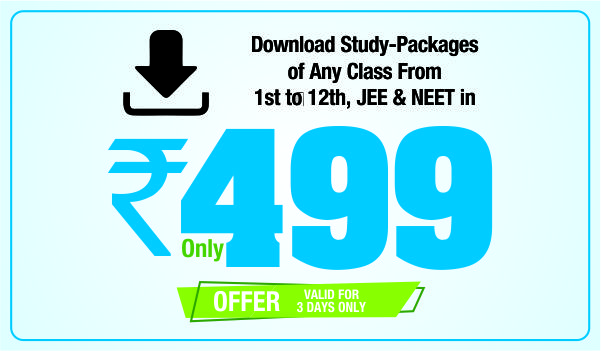 Download Study-Packages
of Any Class From
1st to 12th, JEE & NEET in
₹499
Only
OFFER
VALID FOR
3 DAYS ONLY